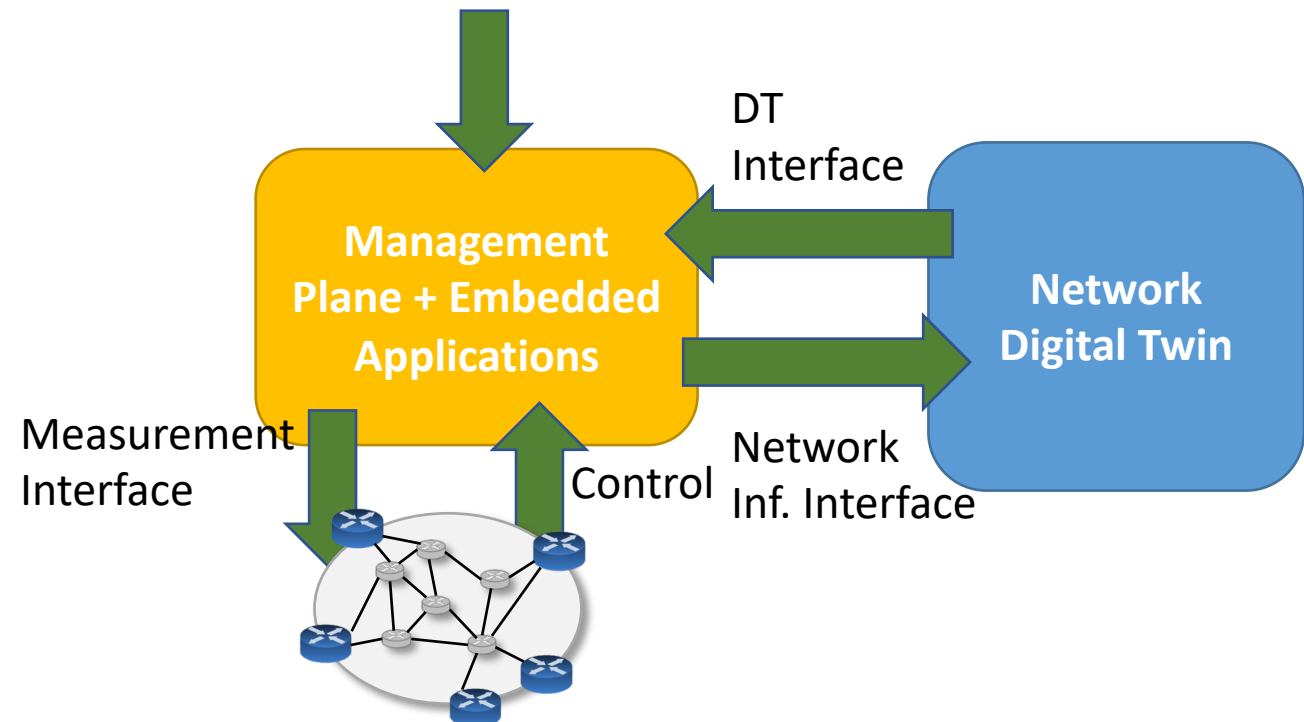 DT
Interface
Management
Plane + Embedded
Applications
Network
Digital Twin
Measurement
Interface
Control
Network
Inf. Interface